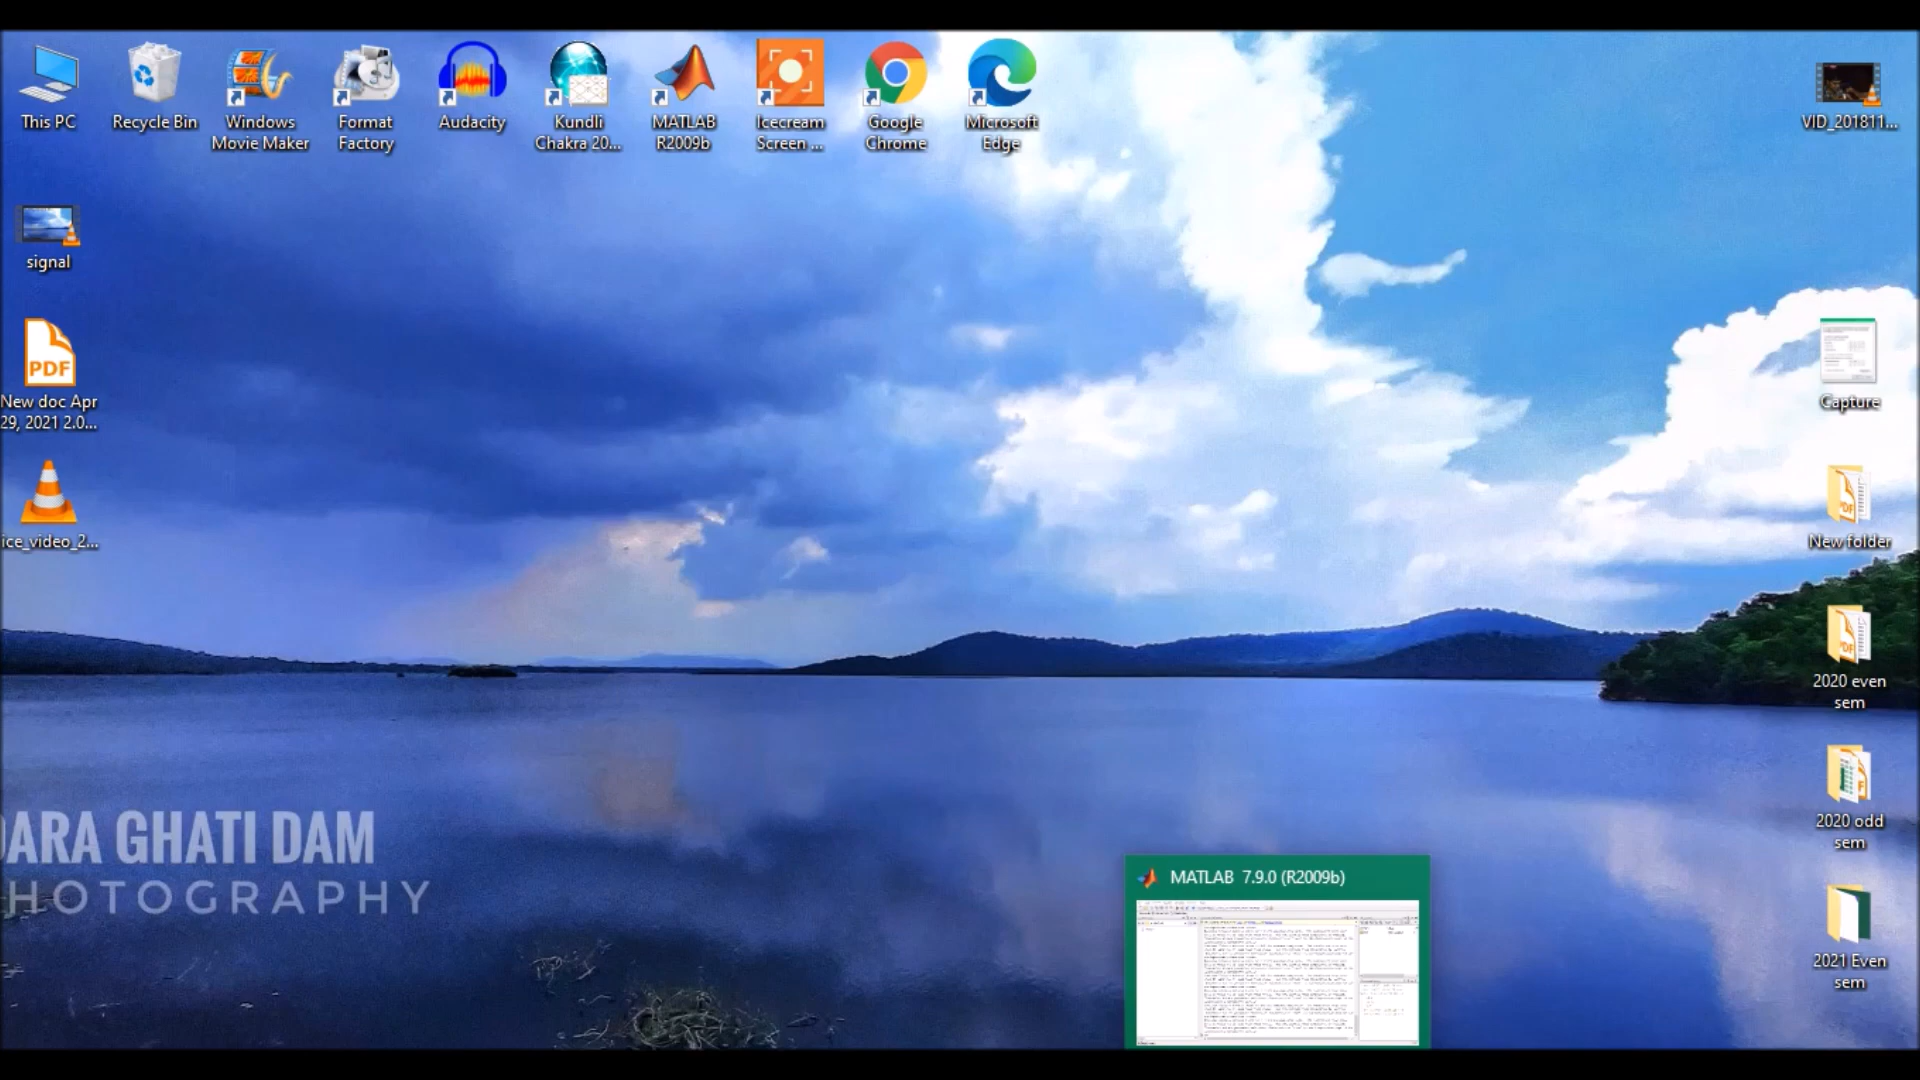 This PC
Recycle Bin
Windows
Movie Maker
Format
Factory
Audacity
Kundli
Chakra 20...
MATLAB
R2009b
Icecream
Screen ...
Google
Chrome
Microsoft
Edge
VID_201811...
signal
PDF
New doc Apr
29, 2021 2.0...
Capture
ice_video_2...
New folder
2020 even
sem
2020 odd
sem
2021 Even
sem
ARA GHATI DAM
HOTOGRAPHY
MATLAB 7.9.0 (R2009b)